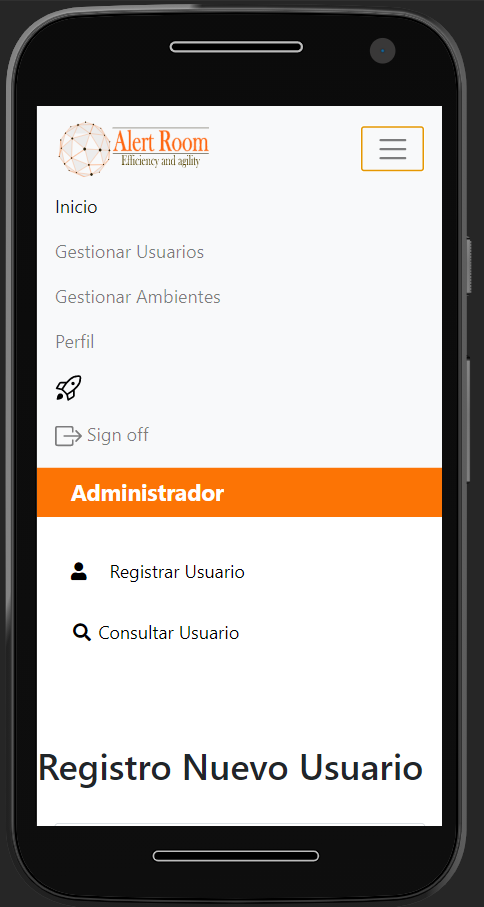 Alert Room
Efficiency and agility
Inicio
Gestionar Usuarios
Gestionar Ambientes
Perfil
Sign off
Administrador
Registrar Usuario
Consultar Usuario
Registro Nuevo Usuario